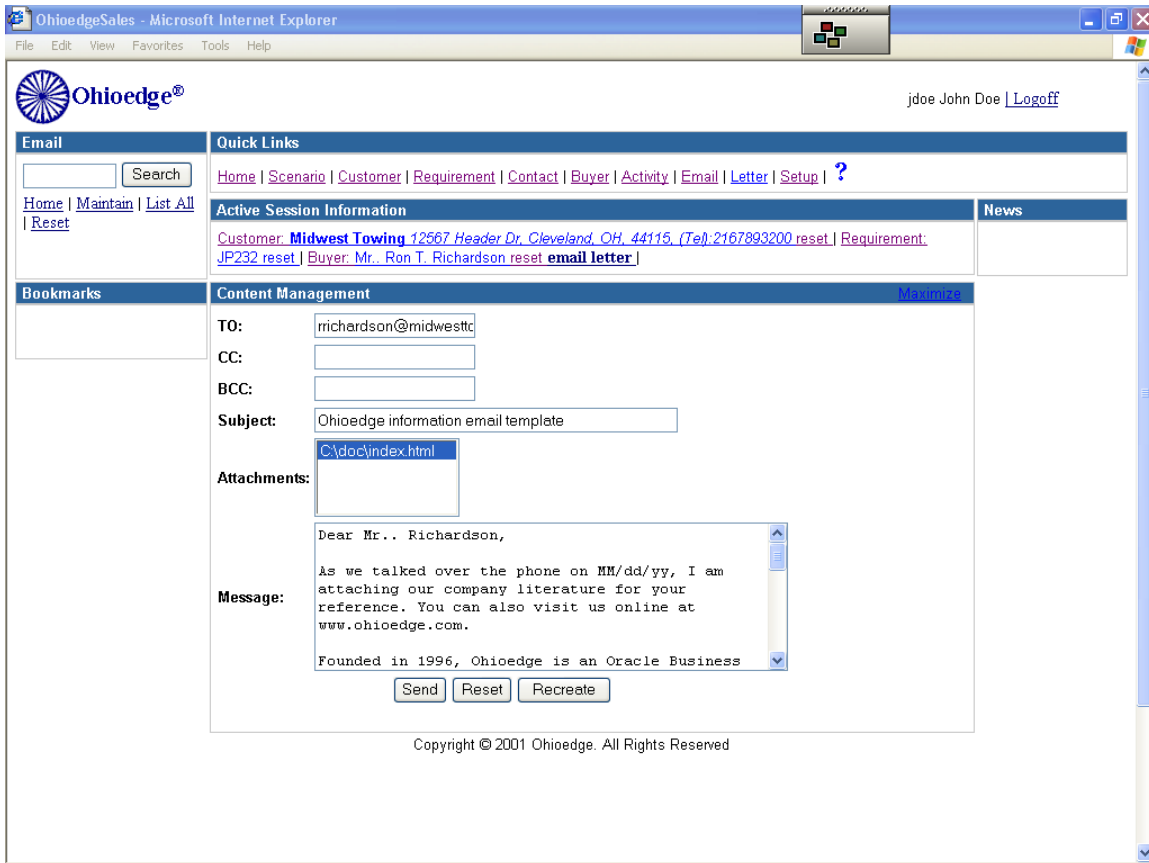 OhioedgeSales - Microsoft Internet Explorer
File Edit View Favorites Tools Help
Ohioedge®
jdoe John Doe | Logoff
Email
Search
Home | Maintain | List All
| Reset
Quick Links
Home | Scenario | Customer | Requirement | Contact | Buyer | Activity | Email | Letter | Setup | ?
Active Session Information
Customer: Midwest Towing 12567 Header Dr, Cleveland, OH, 44115, (Tel):2167893200 reset | Requirement:
JP232 reset | Buyer: Mr.. Ron T. Richardson reset email letter |
News
Bookmarks
Content Management
Maximize
TO: rrichardson@midwestto
CC:
BCC:
Subject: Ohioedge information email template
Attachments: C:\doc\index.html
Message:
Dear Mr.. Richardson,
As we talked over the phone on MM/dd/yy, I am
attaching our company literature for your
reference. You can also visit us online at
www.ohioedge.com.
Founded in 1996, Ohioedge is an Oracle Business
Send Reset Recreate
Copyright © 2001 Ohioedge. All Rights Reserved